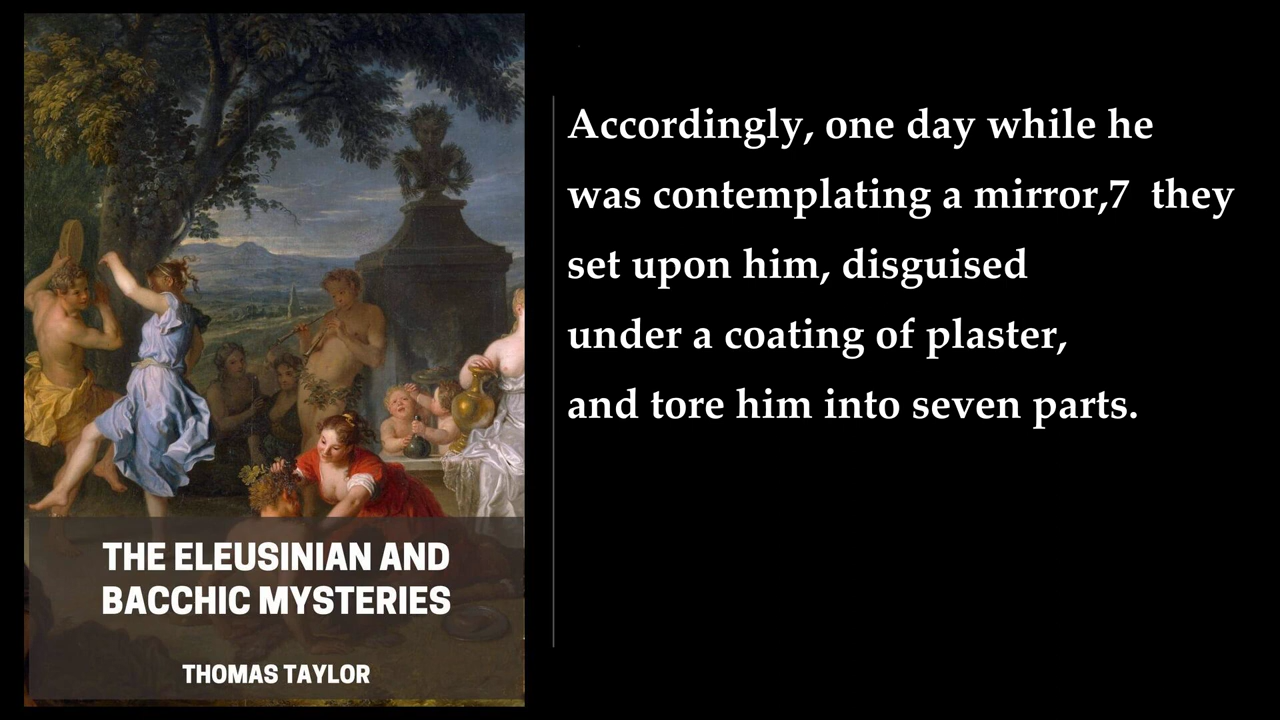 Accordingly, one day while he
was contemplating a mirror,7  they
set upon him, disguised
under a coating of plaster,
and tore him into seven parts.
THE ELEUSINIAN AND
BACCHIC MYSTERIES
THOMAS TAYLOR